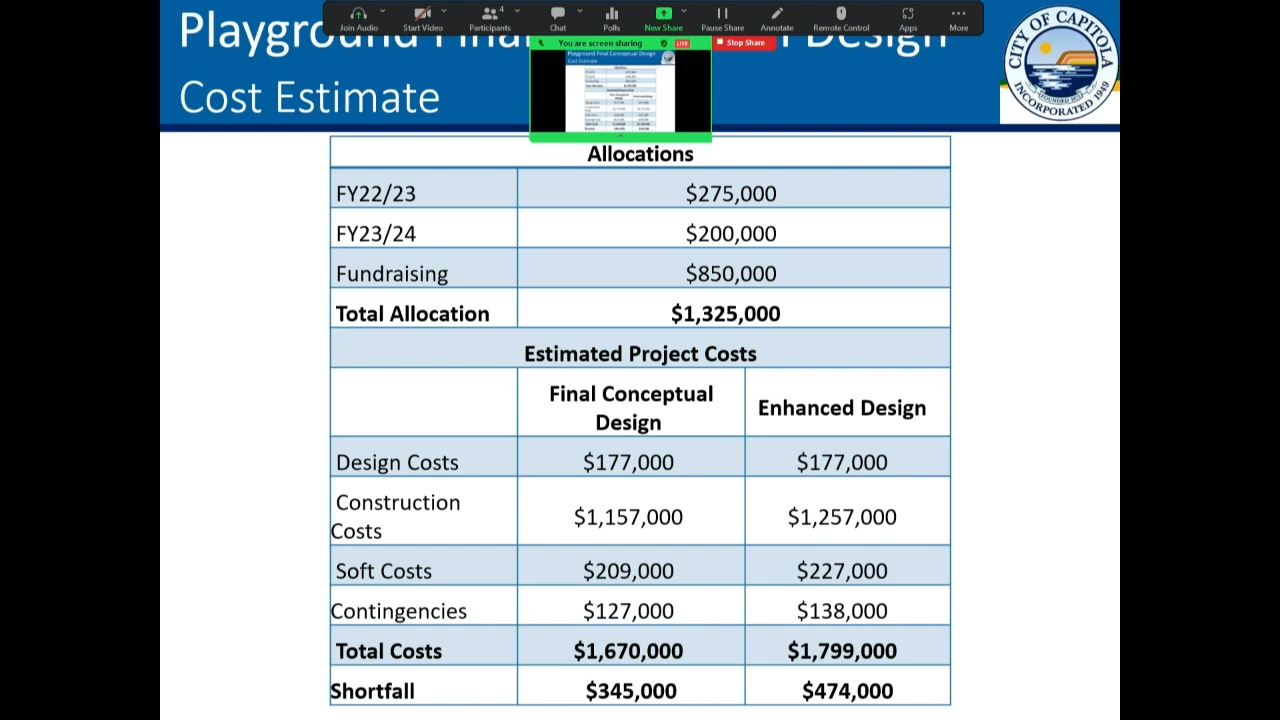 Join Audio Start Video Participants 4 Chat Polls New Share Pause Share Annotate Remote Control Apps More
You are screen sharing LIVE Stop Share
Playground Final Design
Cost Estimate
CITY OF CAPITOLA
INCORPORATED 1949
Allocations
FY22/23 $275,000
FY23/24 $200,000
Fundraising $850,000
Total Allocation $1,325,000
Estimated Project Costs
Final Conceptual
Design
Enhanced Design
Design Costs $177,000 $177,000
Construction
Costs
$1,157,000 $1,257,000
Soft Costs $209,000 $227,000
Contingencies $127,000 $138,000
Total Costs $1,670,000 $1,799,000
Shortfall $345,000 $474,000